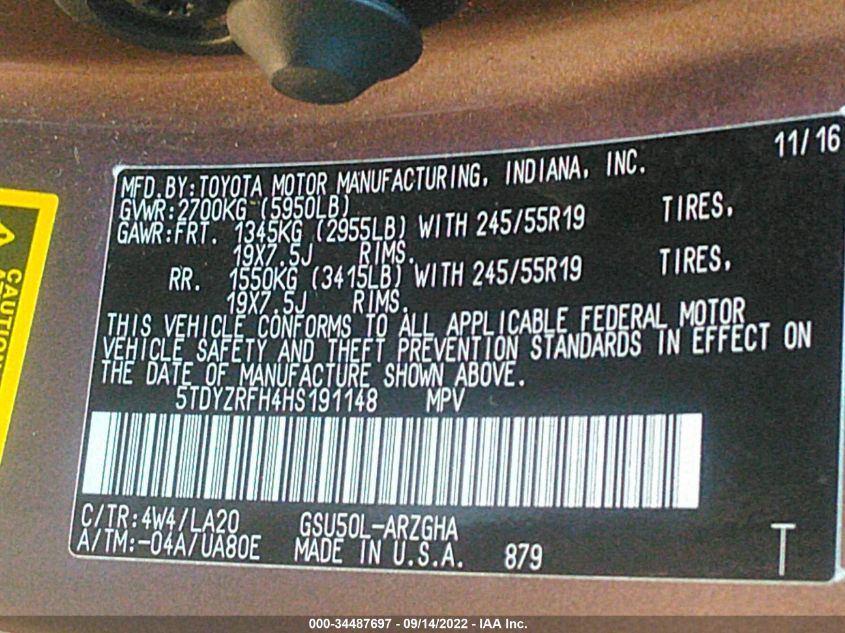 11/16
MFD.BY:TOYOTA MOTOR MANUFACTURING, INDIANA, INC.
GVWR:2700KG (5950LB)
GAWR:FRT. 1345KG (2955LB) WITH 245/55R19 TIRES,
19X7.5J RIMS.
RR. 1550KG (3415LB) WITH 245/55R19 TIRES,
19X7.5J RIMS.
THIS VEHICLE CONFORMS TO ALL APPLICABLE FEDERAL MOTOR
VEHICLE SAFETY AND THEFT PREVENTION STANDARDS IN EFFECT ON
THE DATE OF MANUFACTURE SHOWN ABOVE.
5TDYZRFH4HS191148 MPV
C/TR:4W4/LA20 GSU50L-ARZGHA
A/TM:-04A/UA80E MADE IN U.S.A. 879 T
CAUTION
000-34487697 - 09/14/2022 - IAA Inc.